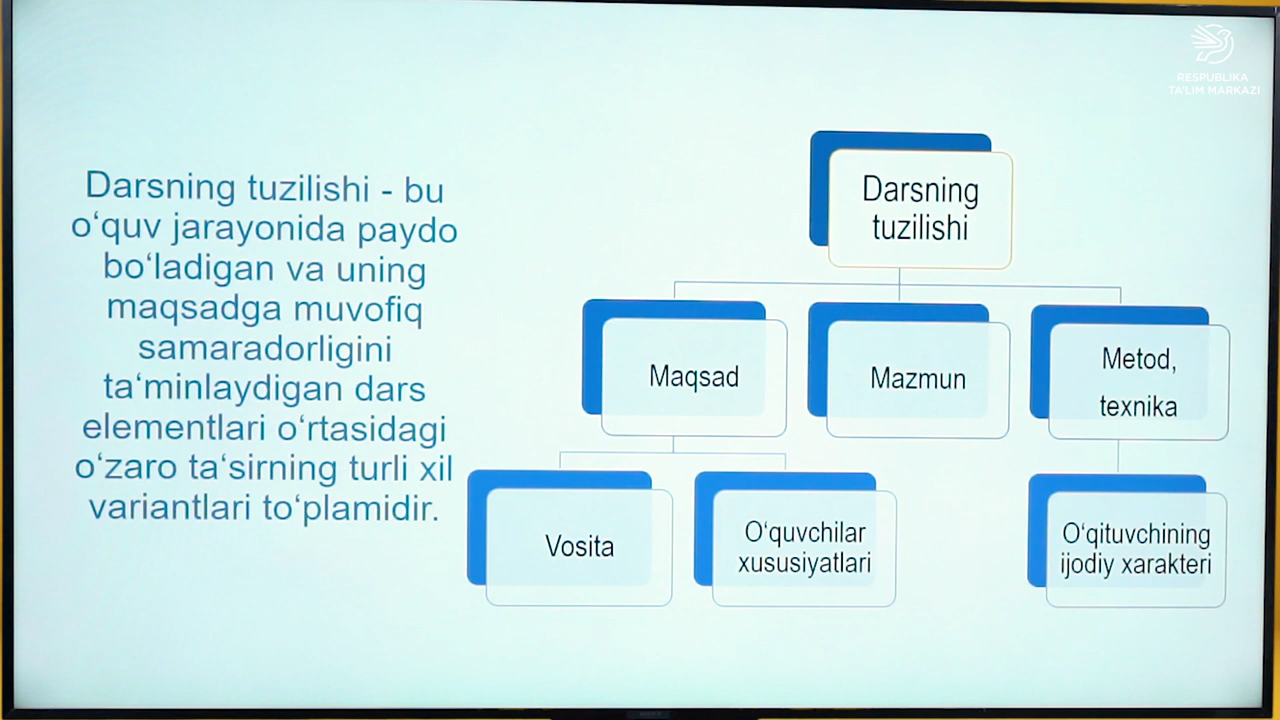 RESPUBLIKA
TA'LIM MARKAZI
Darsning tuzilishi - bu
o‘quv jarayonida paydo
bo‘ladigan va uning
maqsadga muvofiq
samaradorligini
ta‘minlaydigan dars
elementlari o‘rtasidagi
o‘zaro ta‘sirning turli xil
variantlari to‘plamidir.
Darsning
tuzilishi
Maqsad
Mazmun
Metod,
texnika
Vosita
O‘quvchilar
xususiyatlari
O‘qituvchining
ijodiy xarakteri